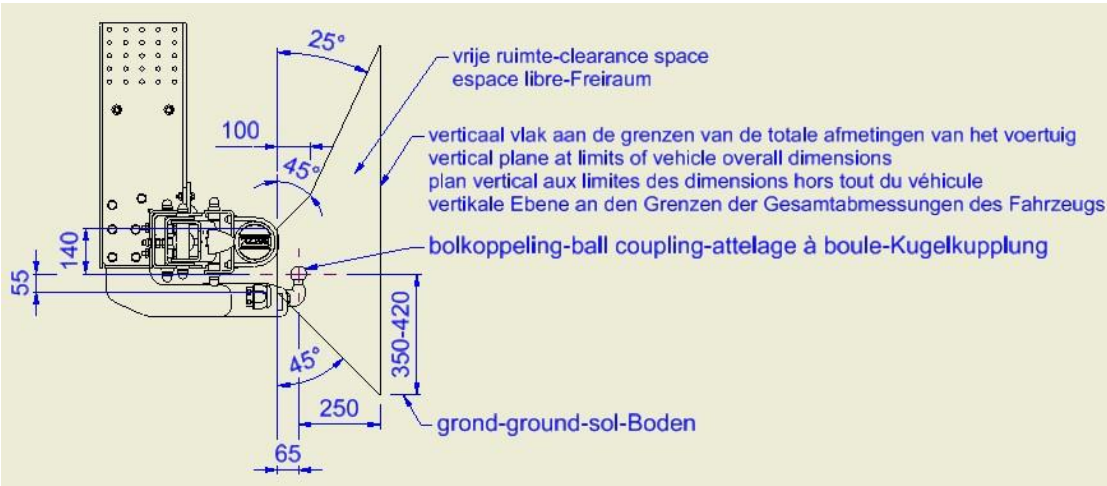 25°
vrije ruimte-clearance space
espace libre-Freiraum
100
verticaal vlak aan de grenzen van de totale afmetingen van het voertuig
vertical plane at limits of vehicle overall dimensions
45°
plan vertical aux limites des dimensions hors tout du véhicule
vertikale Ebene an den Grenzen der Gesamtabmessungen des Fahrzeugs
140
bolkoppeling-ball coupling-attelage à boule-Kugelkupplung
55
350-420
45°
250
grond-ground-sol-Boden
65